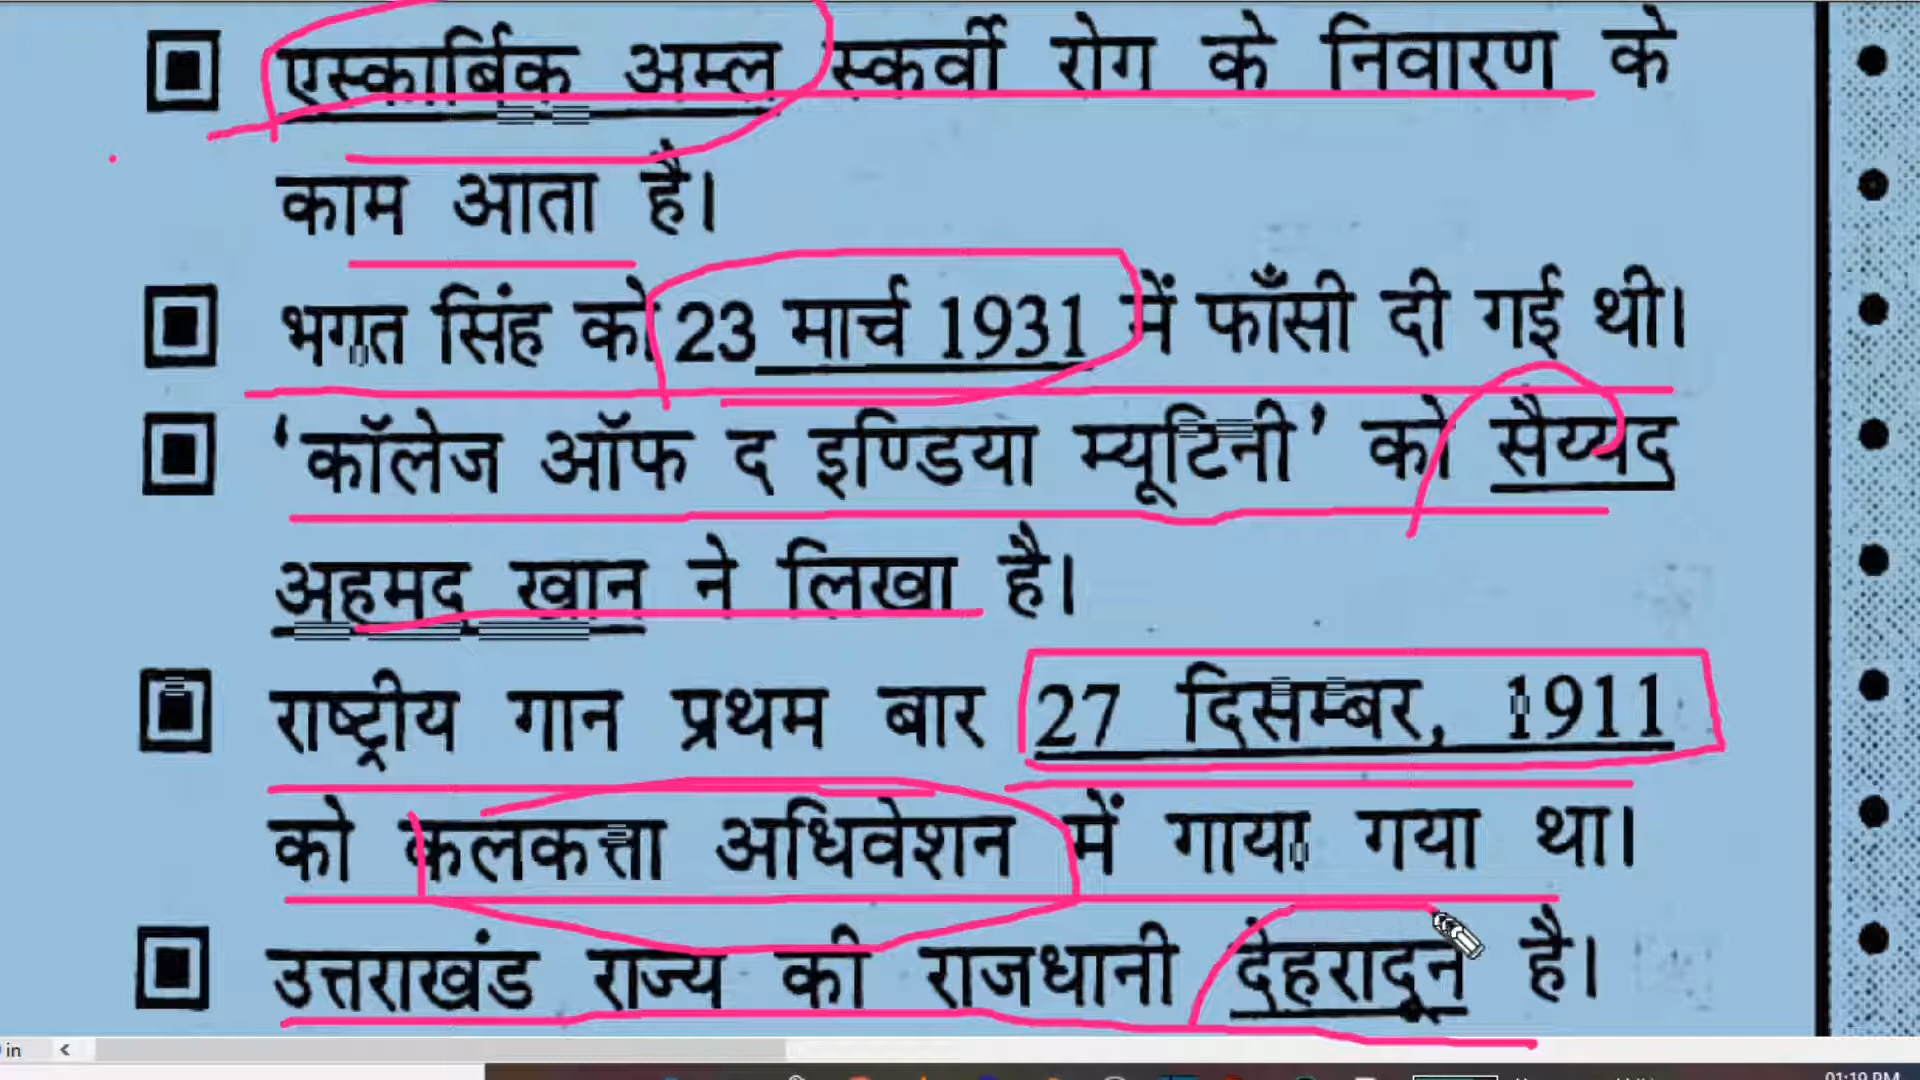 एस्कार्बिक अम्ल स्कर्वी रोग के निवारण के
काम आता है।
भगत सिंह को 23 मार्च 1931 में फाँसी दी गई थी।
‘कॉलेज ऑफ द इण्डिया म्यूटिनी’ को सैय्यद
अहमद खान ने लिखा है।
राष्ट्रीय गान प्रथम बार 27 दिसम्बर, 1911
को कलकत्ता अधिवेशन में गाया गया था।
उत्तराखंड राज्य की राजधानी देहरादून है।
in